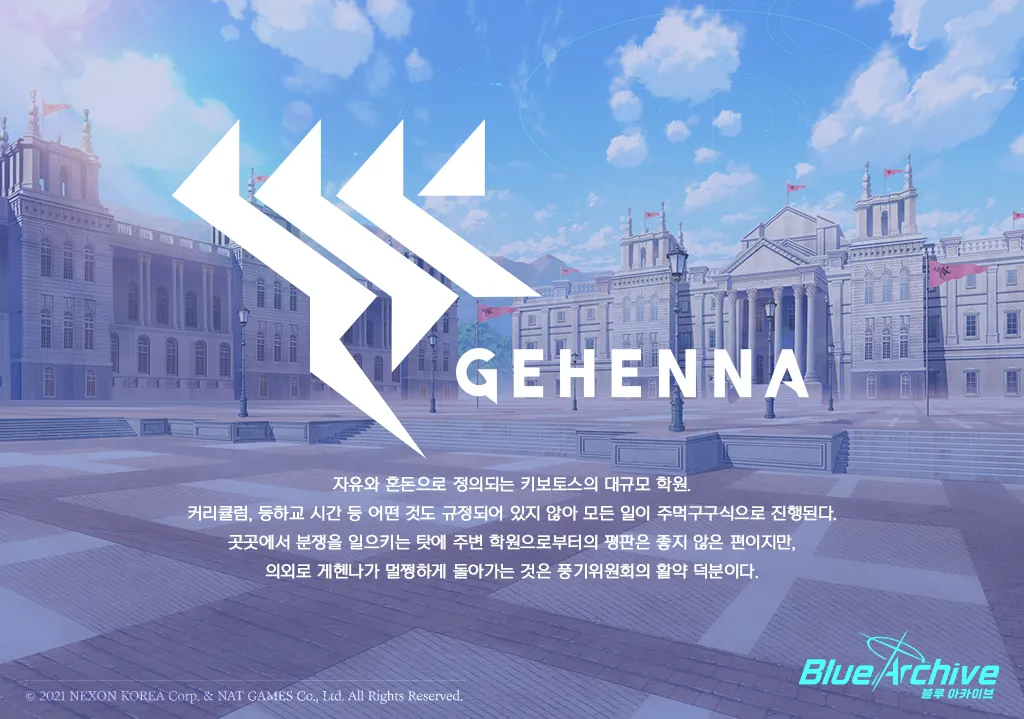 GEHENNA
자유와 혼돈으로 정의되는 키보토스의 대규모 학원.
커리큘럼, 등하교 시간 등 어떤 것도 규정되어 있지 않아 모든 일이 주먹구구식으로 진행된다.
곳곳에서 분쟁을 일으키는 탓에 주변 학원으로부터의 평판은 좋지 않은 편이지만,
의외로 게헨나가 멀쩡하게 돌아가는 것은 풍기위원회의 활약 덕분이다.
Blue Archive
블루 아카이브
© 2021 NEXON KOREA Corp. & NAT GAMES Co., Ltd. All Rights Reserved.